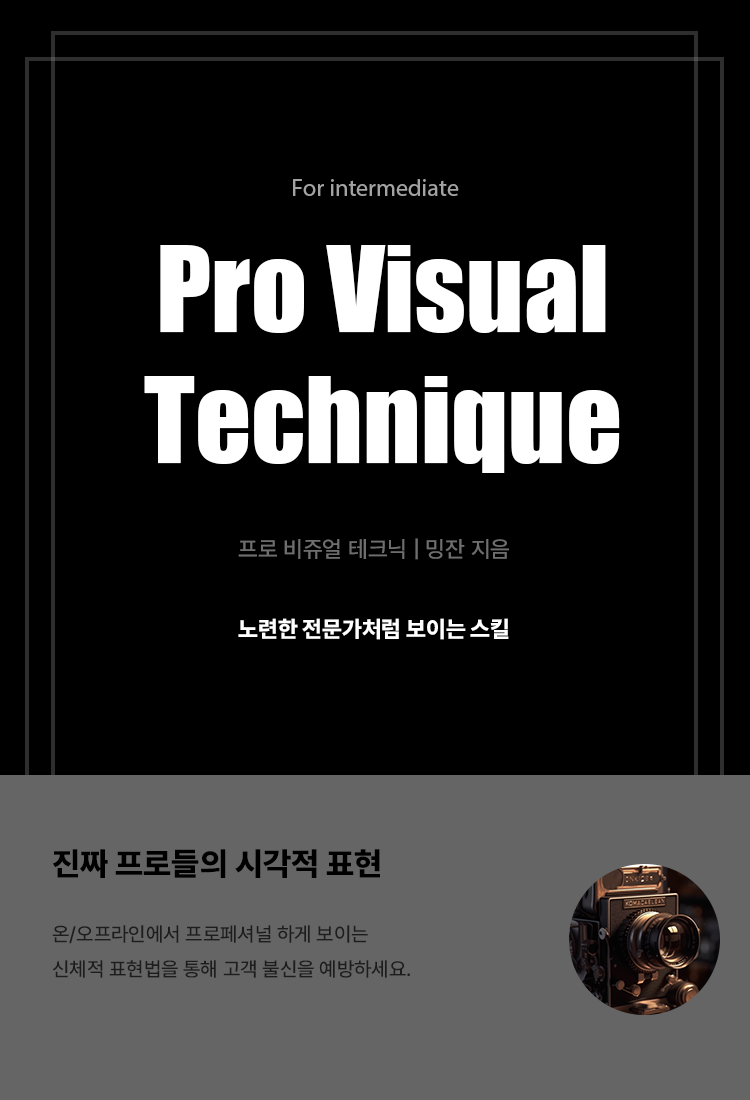 For intermediate
Pro Visual
Technique
프로 비쥬얼 테크닉 | 밍잔 지음
노련한 전문가처럼 보이는 스킬
진짜 프로들의 시각적 표현
온/오프라인에서 프로페셔널 하게 보이는
신체적 표현법을 통해 고객 불신을 예방하세요.